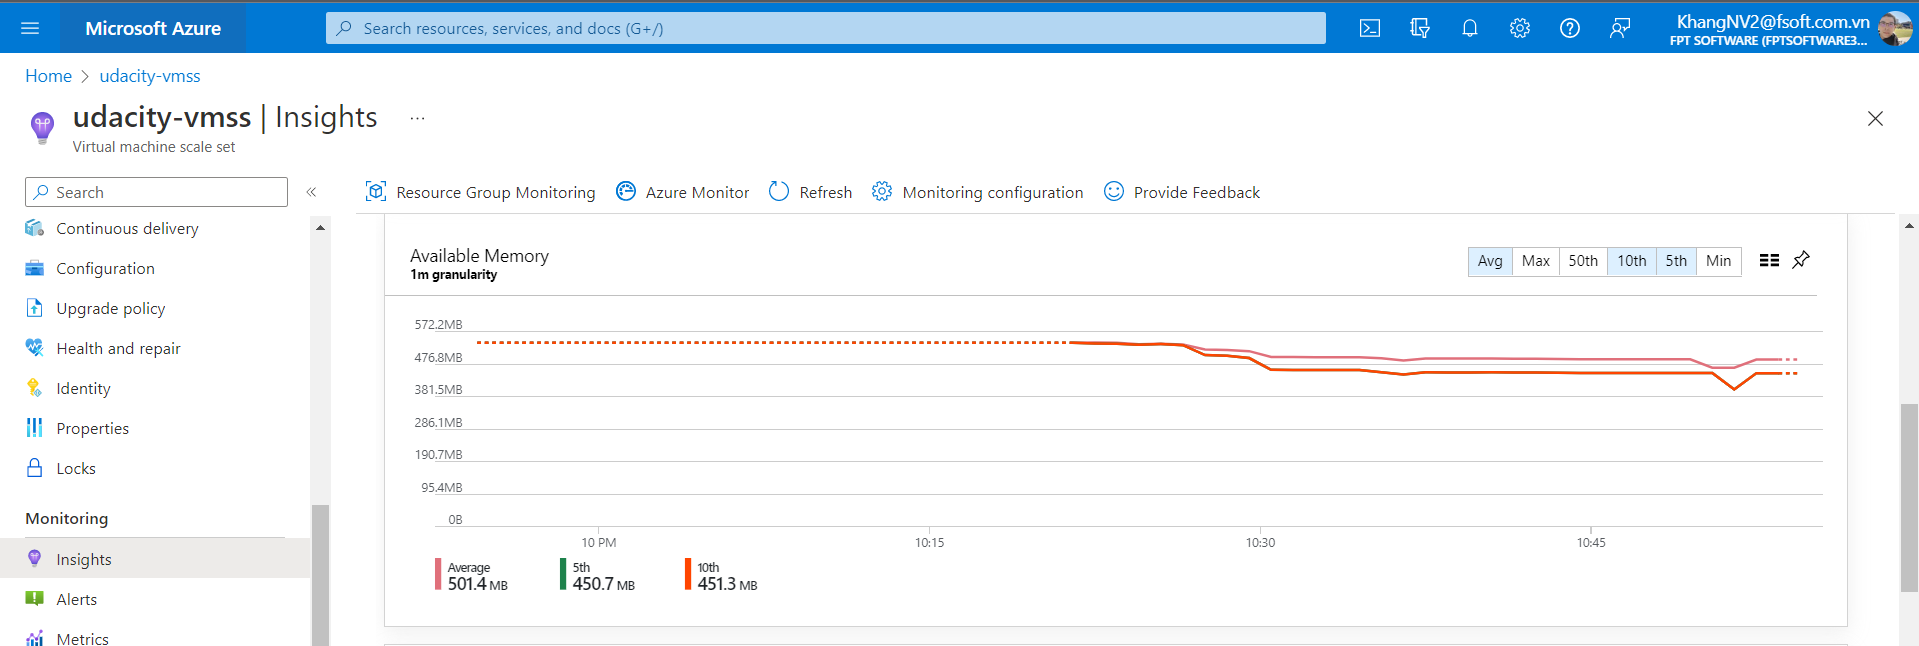 Microsoft Azure
Search resources, services, and docs (G+/)
KhangNV2@fsoft.com.vn
FPT SOFTWARE (FPTSOFTWARE3...
Home > udacity-vmss
udacity-vmss | Insights ...
Virtual machine scale set
Search
«
Continuous delivery
Configuration
Upgrade policy
Health and repair
Identity
Properties
Locks
Monitoring
Insights
Alerts
Metrics
Resource Group Monitoring
Azure Monitor
Refresh
Monitoring configuration
Provide Feedback
Available Memory
1m granularity
Avg Max 50th 10th 5th Min
572.2MB
476.8MB
381.5MB
286.1MB
190.7MB
95.4MB
0B
10 PM 10:15 10:30 10:45
Average
501.4 MB
5th
450.7 MB
10th
451.3 MB